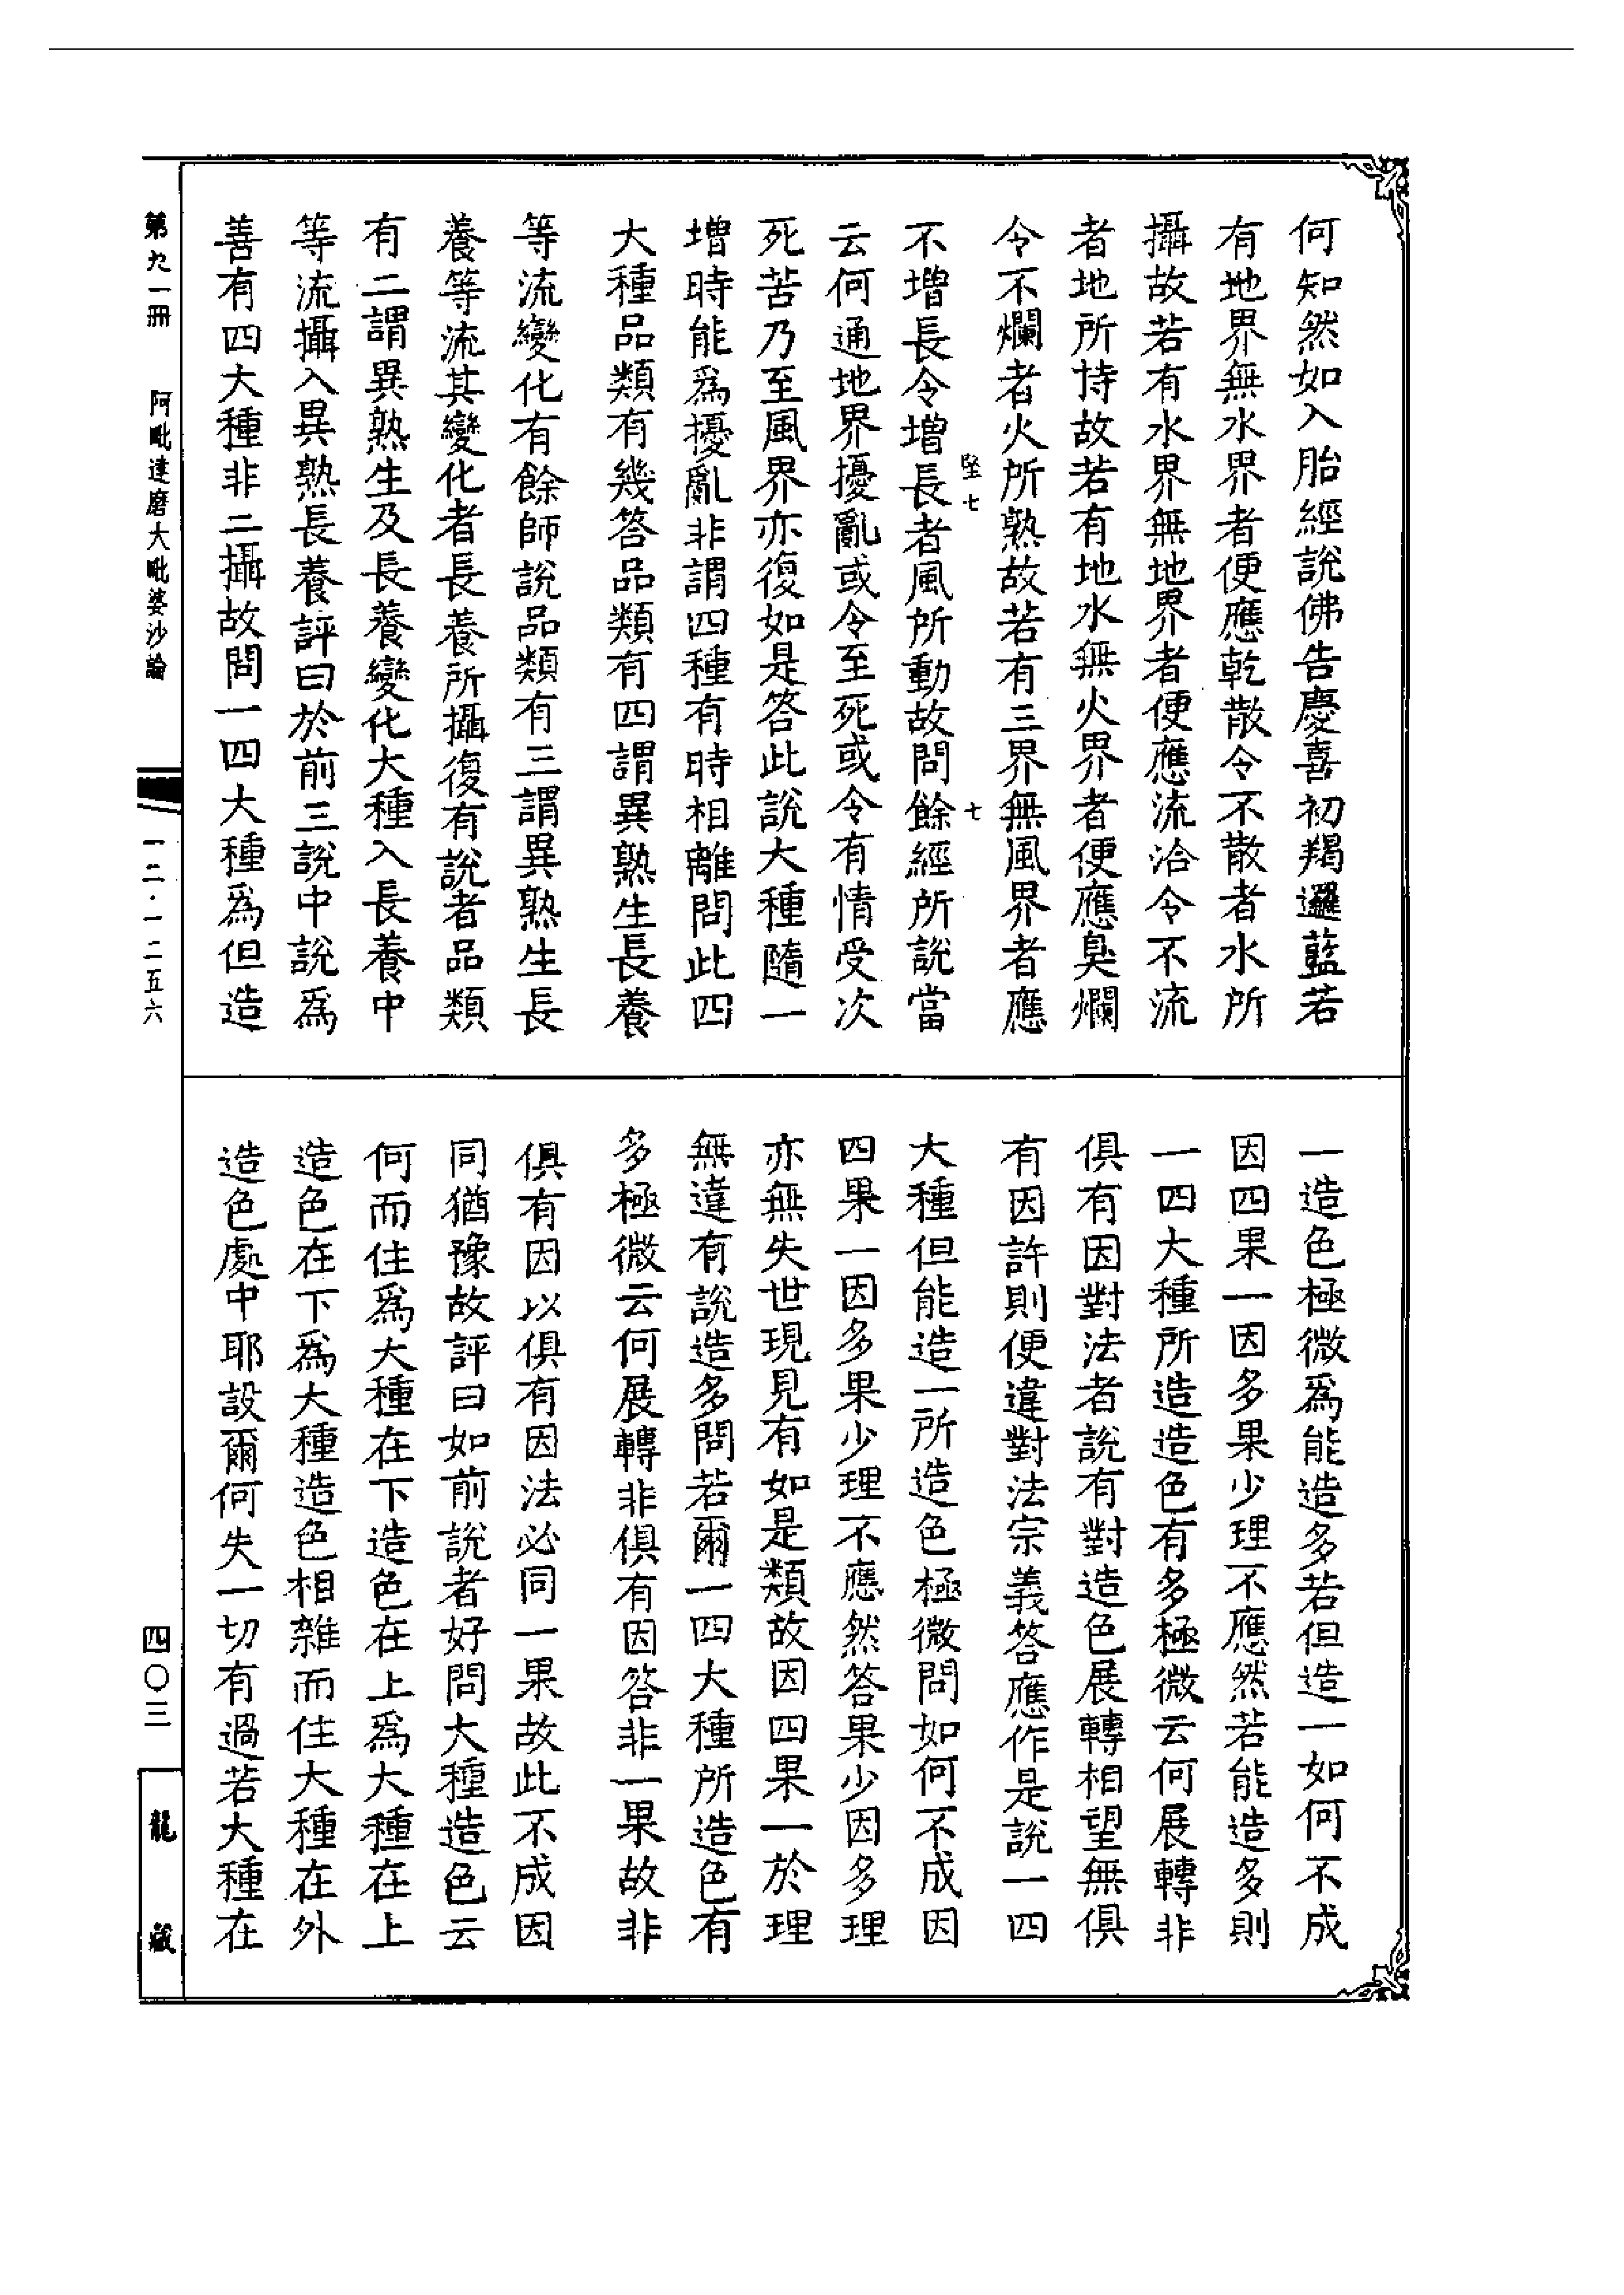 何知然如入胎經說佛告慶喜初羯邏藍若
有地界無水界者便應乾散令不散者水所
攝故若有水界無地界者便應流洽令不流
者地所持故若有地水無火界者便應臭爛
令不爛者火所熟故若有三界無風界者應
不增長令增長者風所動故問餘經所說當
堅七
七
云何通地界擾亂或令至死或令有情受次
死苦乃至風界亦復如是答此說大種隨一
增時能爲擾亂非謂四種有時相離問此四
大種品類有幾答品類有四謂異熟生長養
等流變化有餘師說品類有三謂異熟生長
養等流其變化者長養所攝復有說者品類
有二謂異熟生及長養變化大種入長養中
等流攝入異熟長養評曰於前三說中說爲
善有四大種非二攝故問一四大種爲但造
一造色極微爲能造多若但造一如何不成
因四果一因多果少理不應然若能造多則
一四大種所造造色有多極微云何展轉非
俱有因對法者說有對造色展轉相望無俱
有因許則便違對法宗義答應作是說一四
大種但能造一所造色極微問如何不成因
四果一因多果少理不應然答果少因多理
亦無失世現見有如是類故因四果一於理
無違有說造多問若爾一四大種所造色有
多極微云何展轉非俱有因答非一果故非
俱有因以俱有因法必同一果故此不成因
同猶豫故評曰如前說者好問大種造色云
何而住爲大種在下造色在上爲大種在上
造色在下爲大種造色相雜而住大種在外
造色處中耶設爾何失一切有過若大種在
第九一冊
阿毗達磨大毗婆沙論
一二·一二五六
四〇三
龍藏